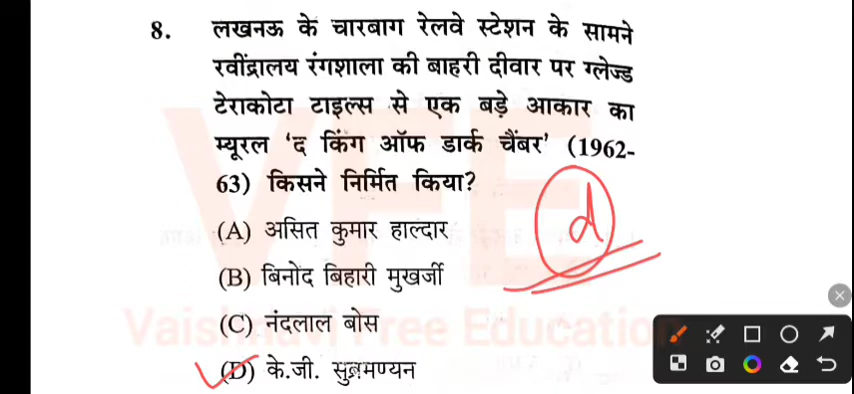 8. लखनऊ के चारबाग रेलवे स्टेशन के सामने
रवींद्रालय रंगशाला की बाहरी दीवार पर ग्लेज्ड
टेराकोटा टाइल्स से एक बड़े आकार का
म्यूरल ‘द किंग ऑफ डार्क चैंबर’ (1962-
63) किसने निर्मित किया?
d
(A) असित कुमार हाल्दार
(B) बिनोद बिहारी मुखर्जी
(C) नंदलाल बोस
(D) के.जी. सुब्रमण्यन
VFE
Vaishnavi Free Education